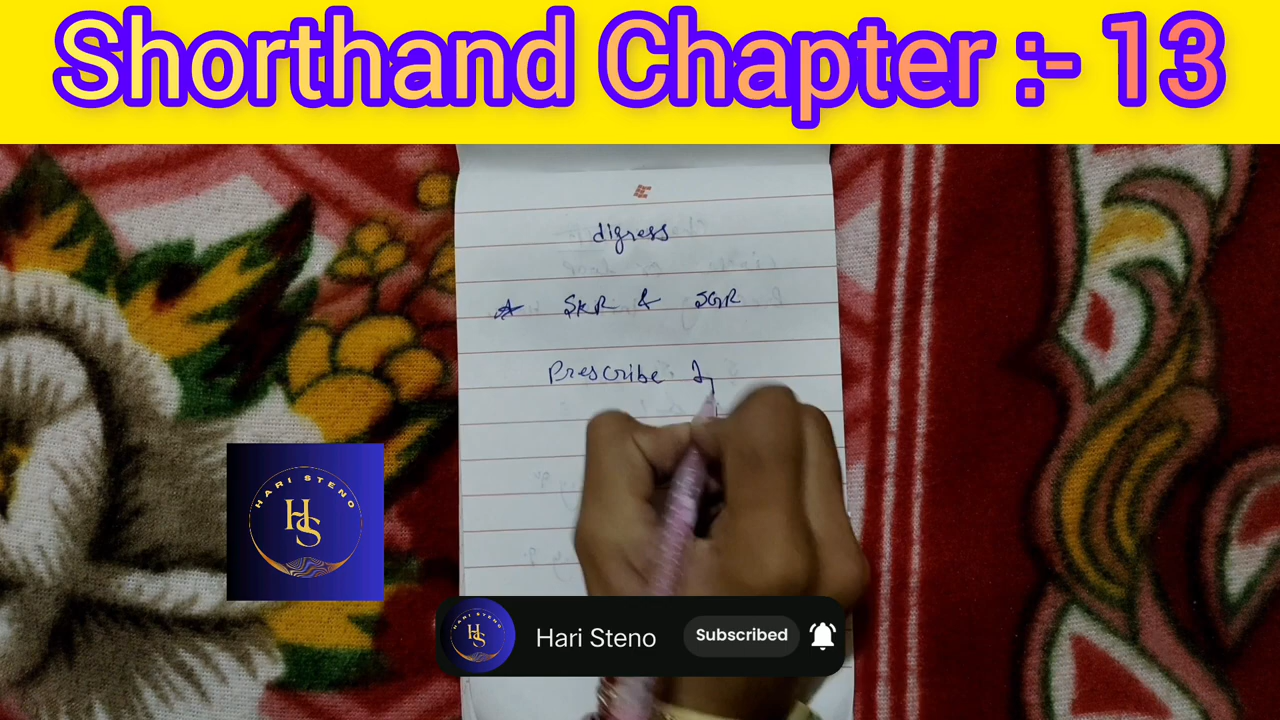 Shorthand Chapter :- 13
digress
☆ SKR & SGR
Prescribe
HARI STENO
HS
HARI STENO
HS
Hari Steno
Subscribed